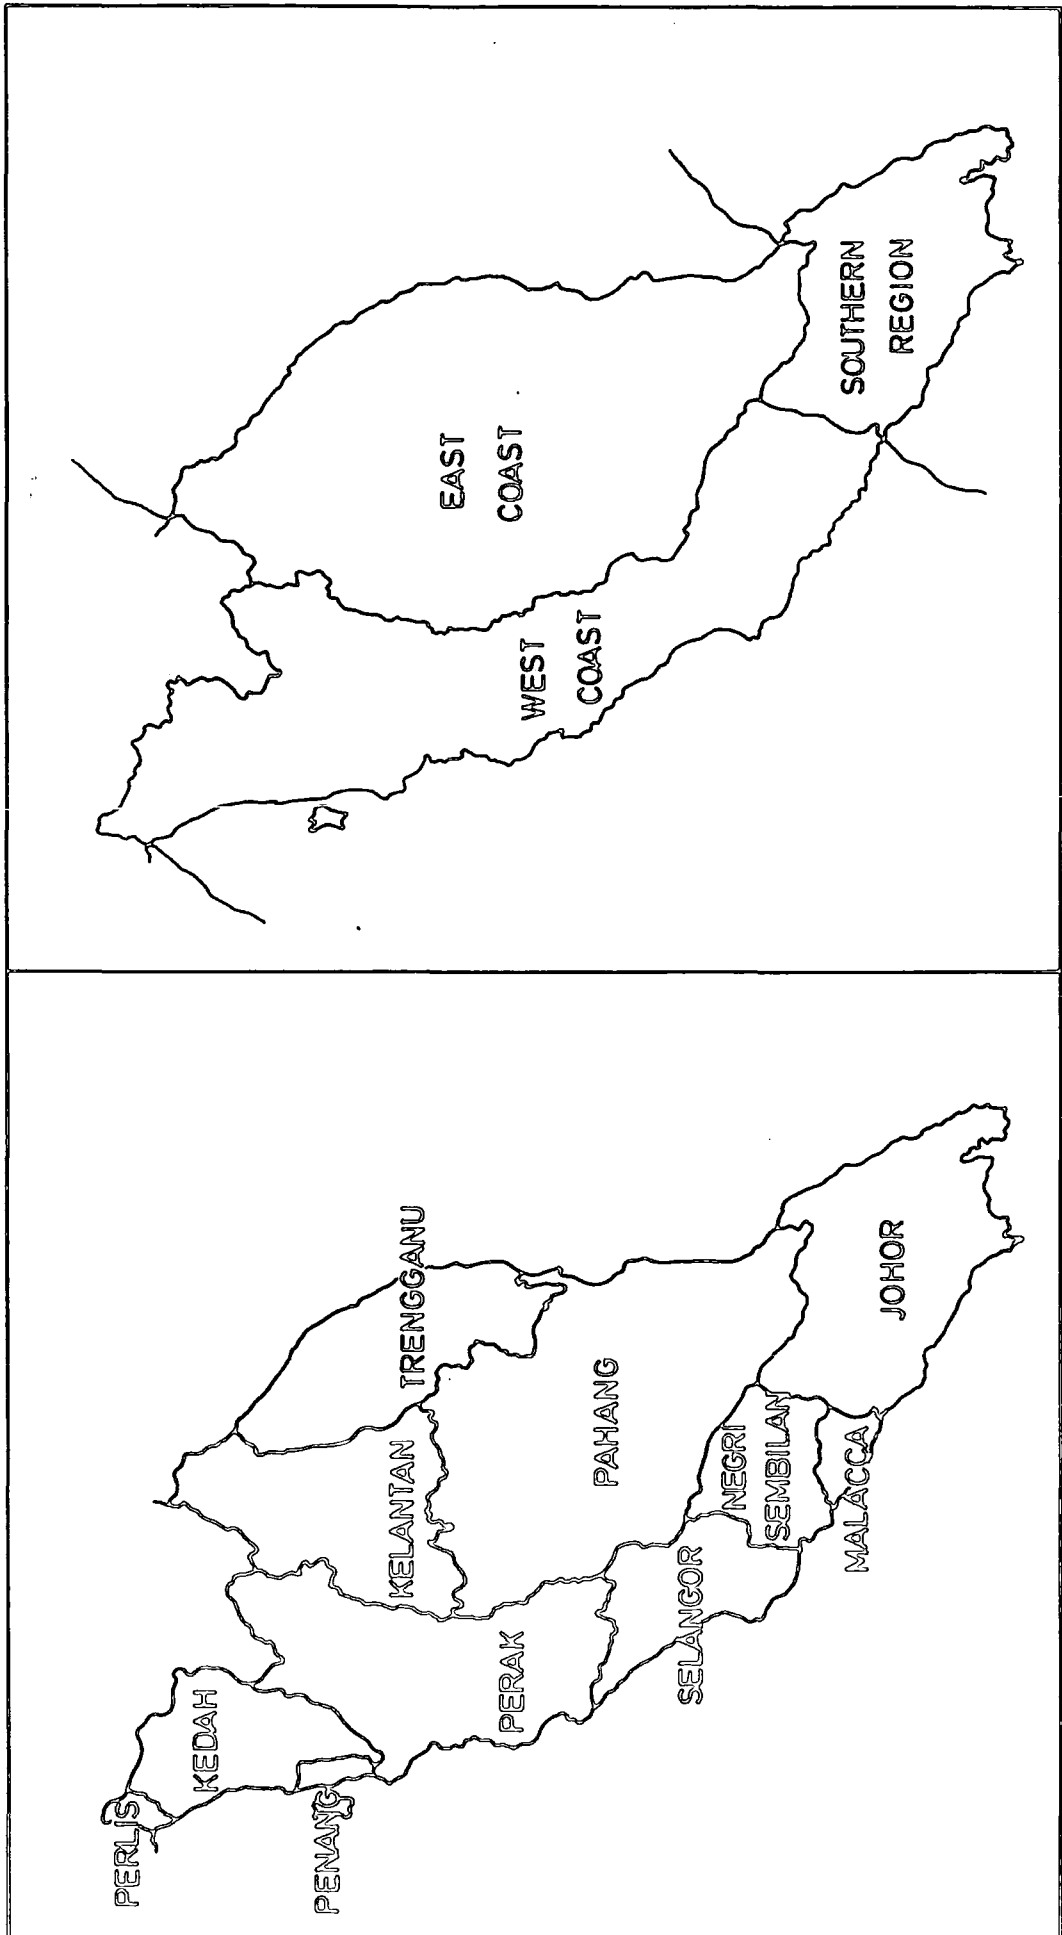 PERLIS
KEDAH
PENANG
PERAK
KELANTAN
TRENGGANU
PAHANG
SELANGOR
NEGRI
SEMBILAN
MALACCA
JOHOR
WEST
COAST
EAST
COAST
SOUTHERN
REGION